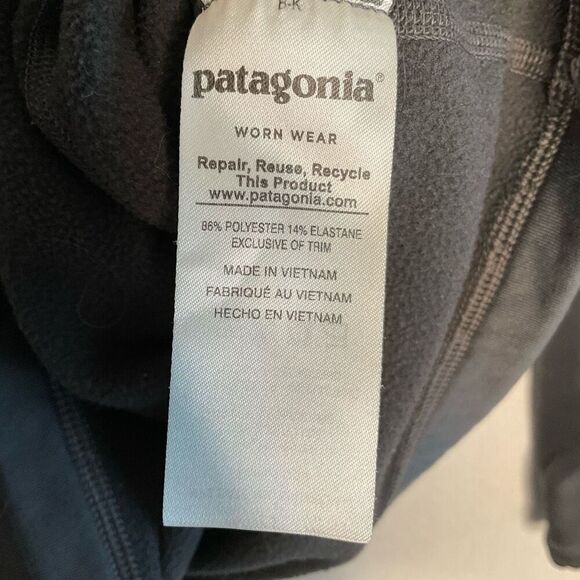 B-R
patagonia®
WORN WEAR
Repair, Reuse, Recycle
This Product
www.patagonia.com
86% POLYESTER 14% ELASTANE
EXCLUSIVE OF TRIM
MADE IN VIETNAM
FABRIQUÉ AU VIETNAM
HECHO EN VIETNAM